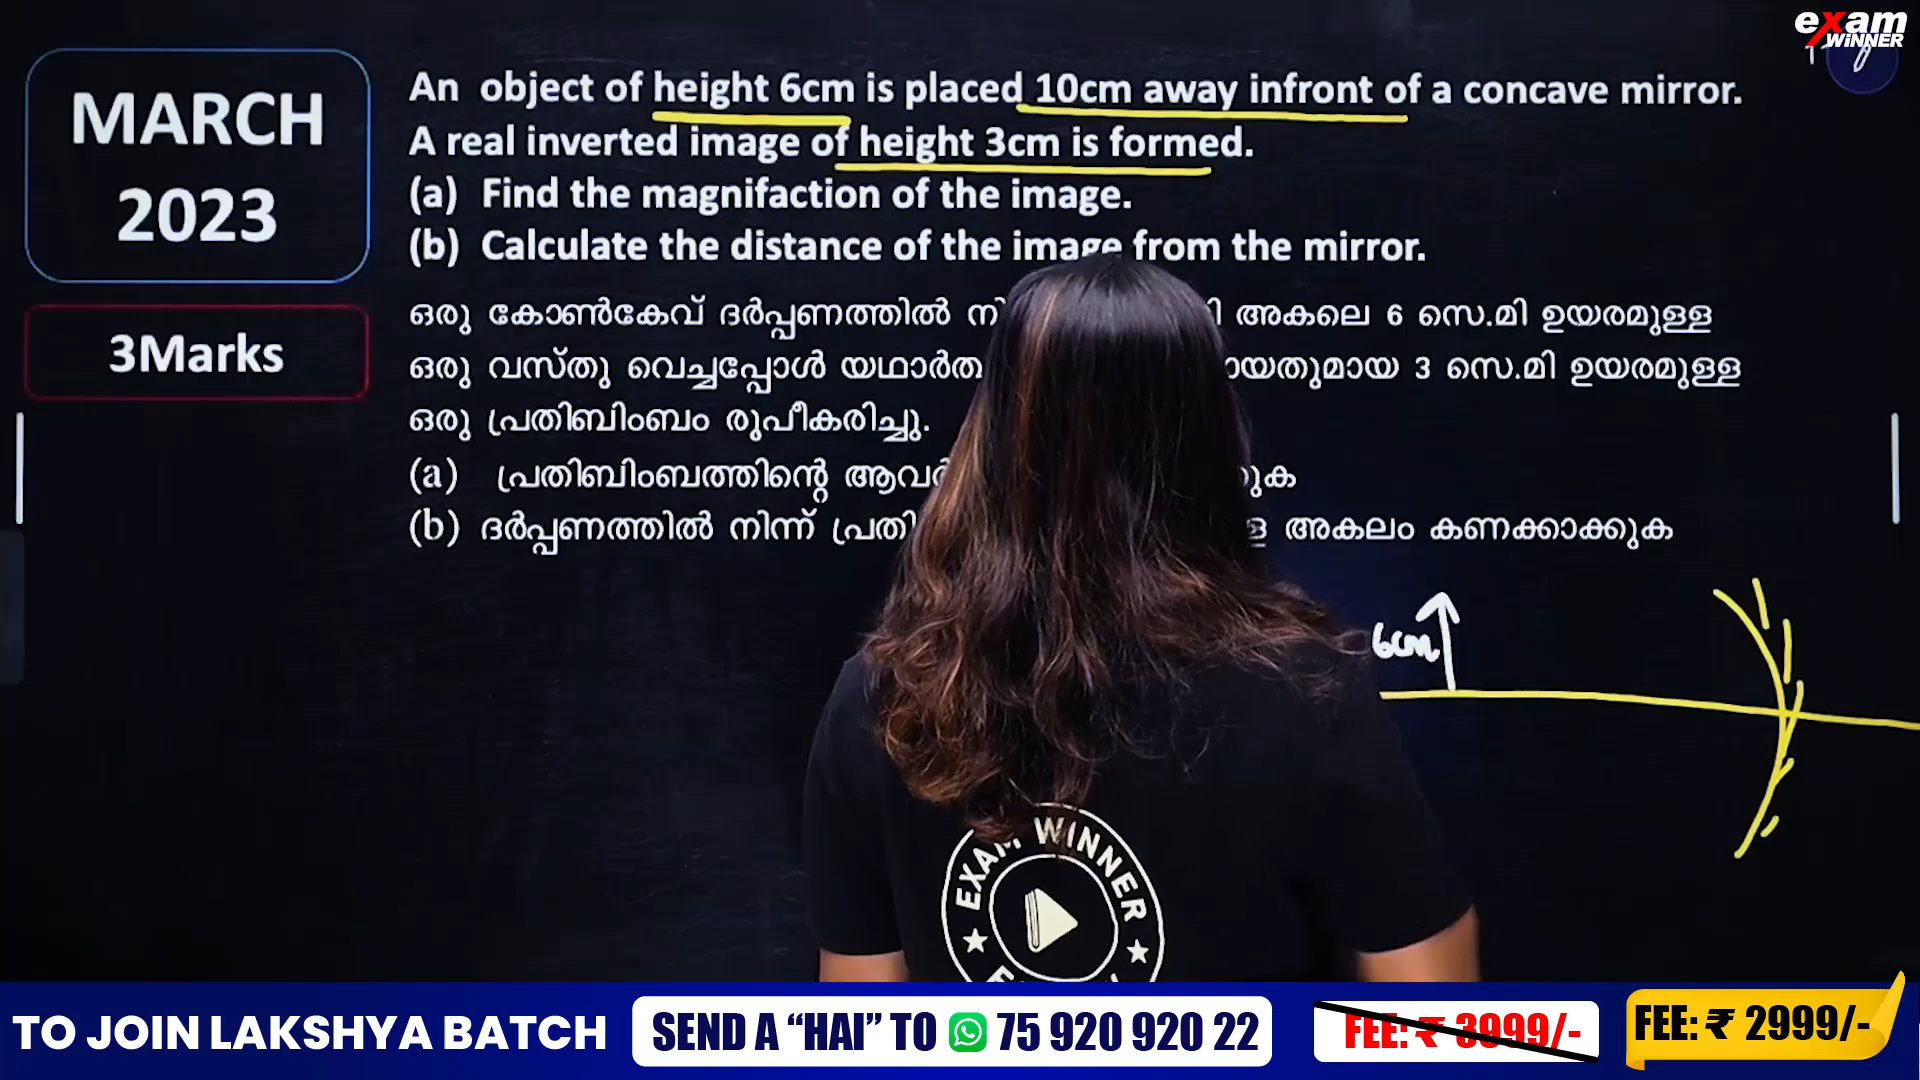 exam
WINNER
MARCH
2023
3Marks
An object of height 6cm is placed 10cm away infront of a concave mirror.
A real inverted image of height 3cm is formed.
(a) Find the magnifaction of the image.
(b) Calculate the distance of the image from the mirror.
ഒരു കോൺകേവ് ദർപ്പണത്തിൽ അകലെ 6 സെ.മി ഉയരമുള്ള
ഒരു വസ്തു വെച്ചപ്പോൾ 3 സെ.മി ഉയരമുള്ള
ഒരു പ്രതിബിംബം രുപീകരിച്ചു.
(a) പ്രതിബിംബത്തിന്റെ
(b) ദർപ്പണത്തിൽ നിന്ന് അകലം കണക്കാക്കുക
6cm
EXAM WINNER
TO JOIN LAKSHYA BATCH
SEND A “HAI” TO 75 920 920 22
FEE: ₹ 3999/-
FEE: ₹ 2999/-